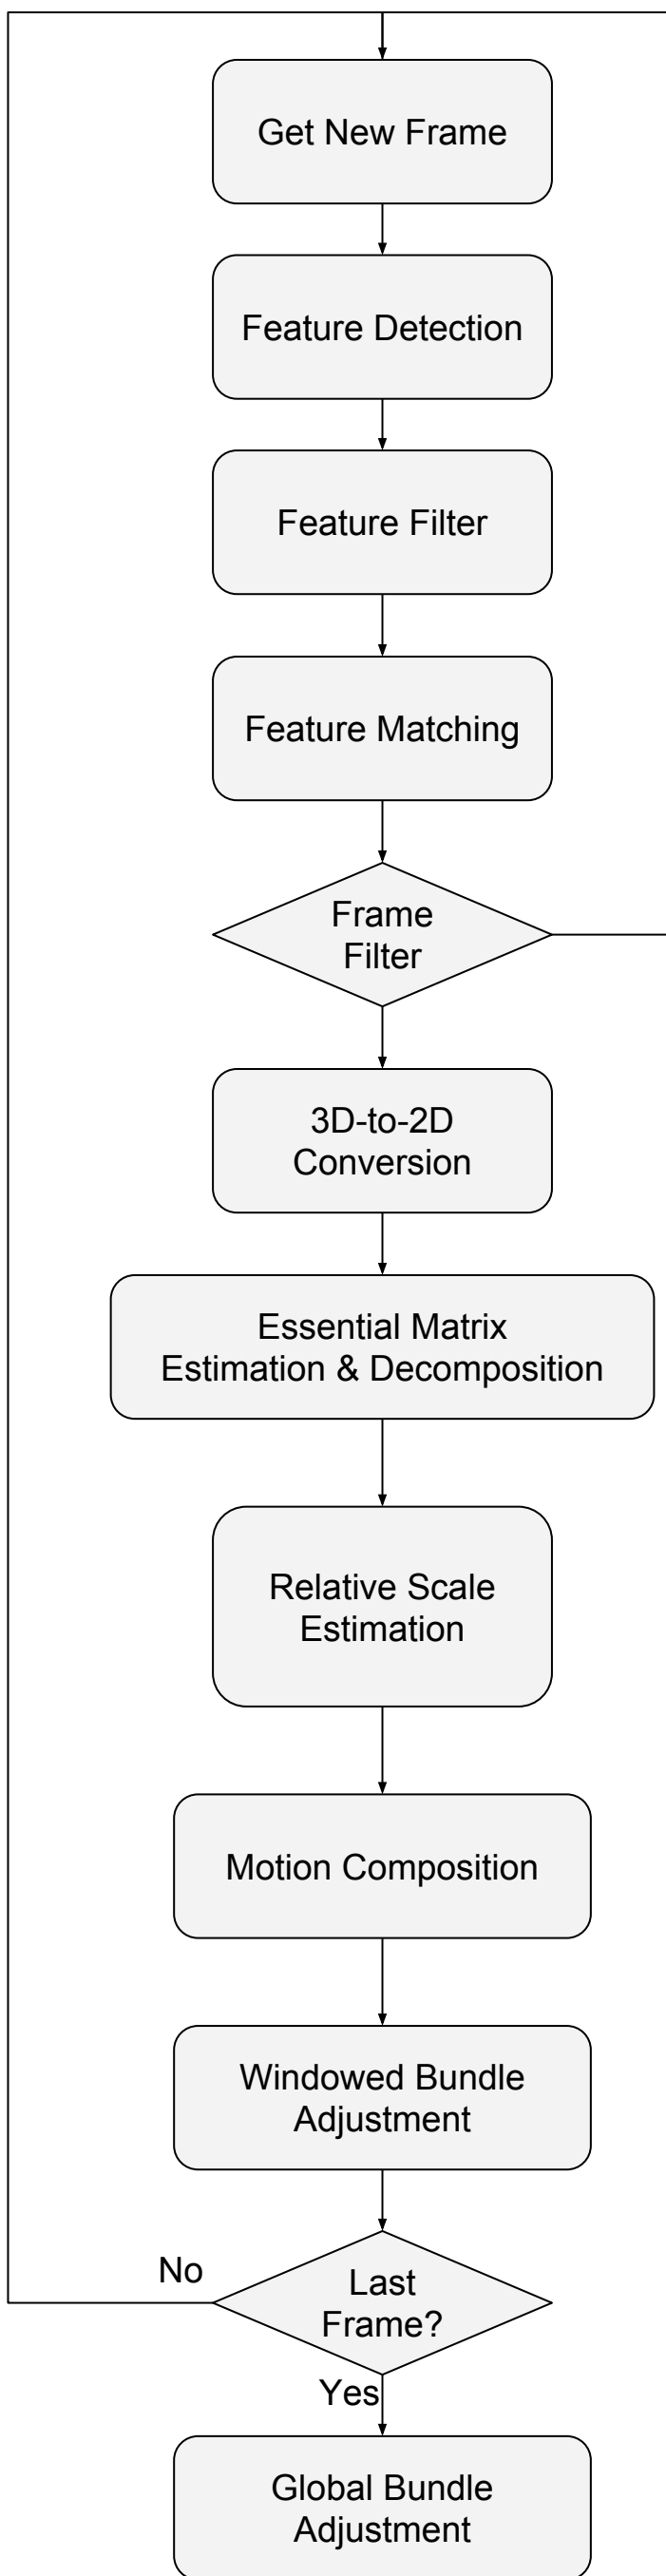 Get New Frame
Feature Detection
Feature Filter
Feature Matching
Frame
Filter
3D-to-2D
Conversion
Essential Matrix
Estimation & Decomposition
Relative Scale
Estimation
Motion Composition
Windowed Bundle
Adjustment
No
Last
Frame?
Yes
Global Bundle
Adjustment